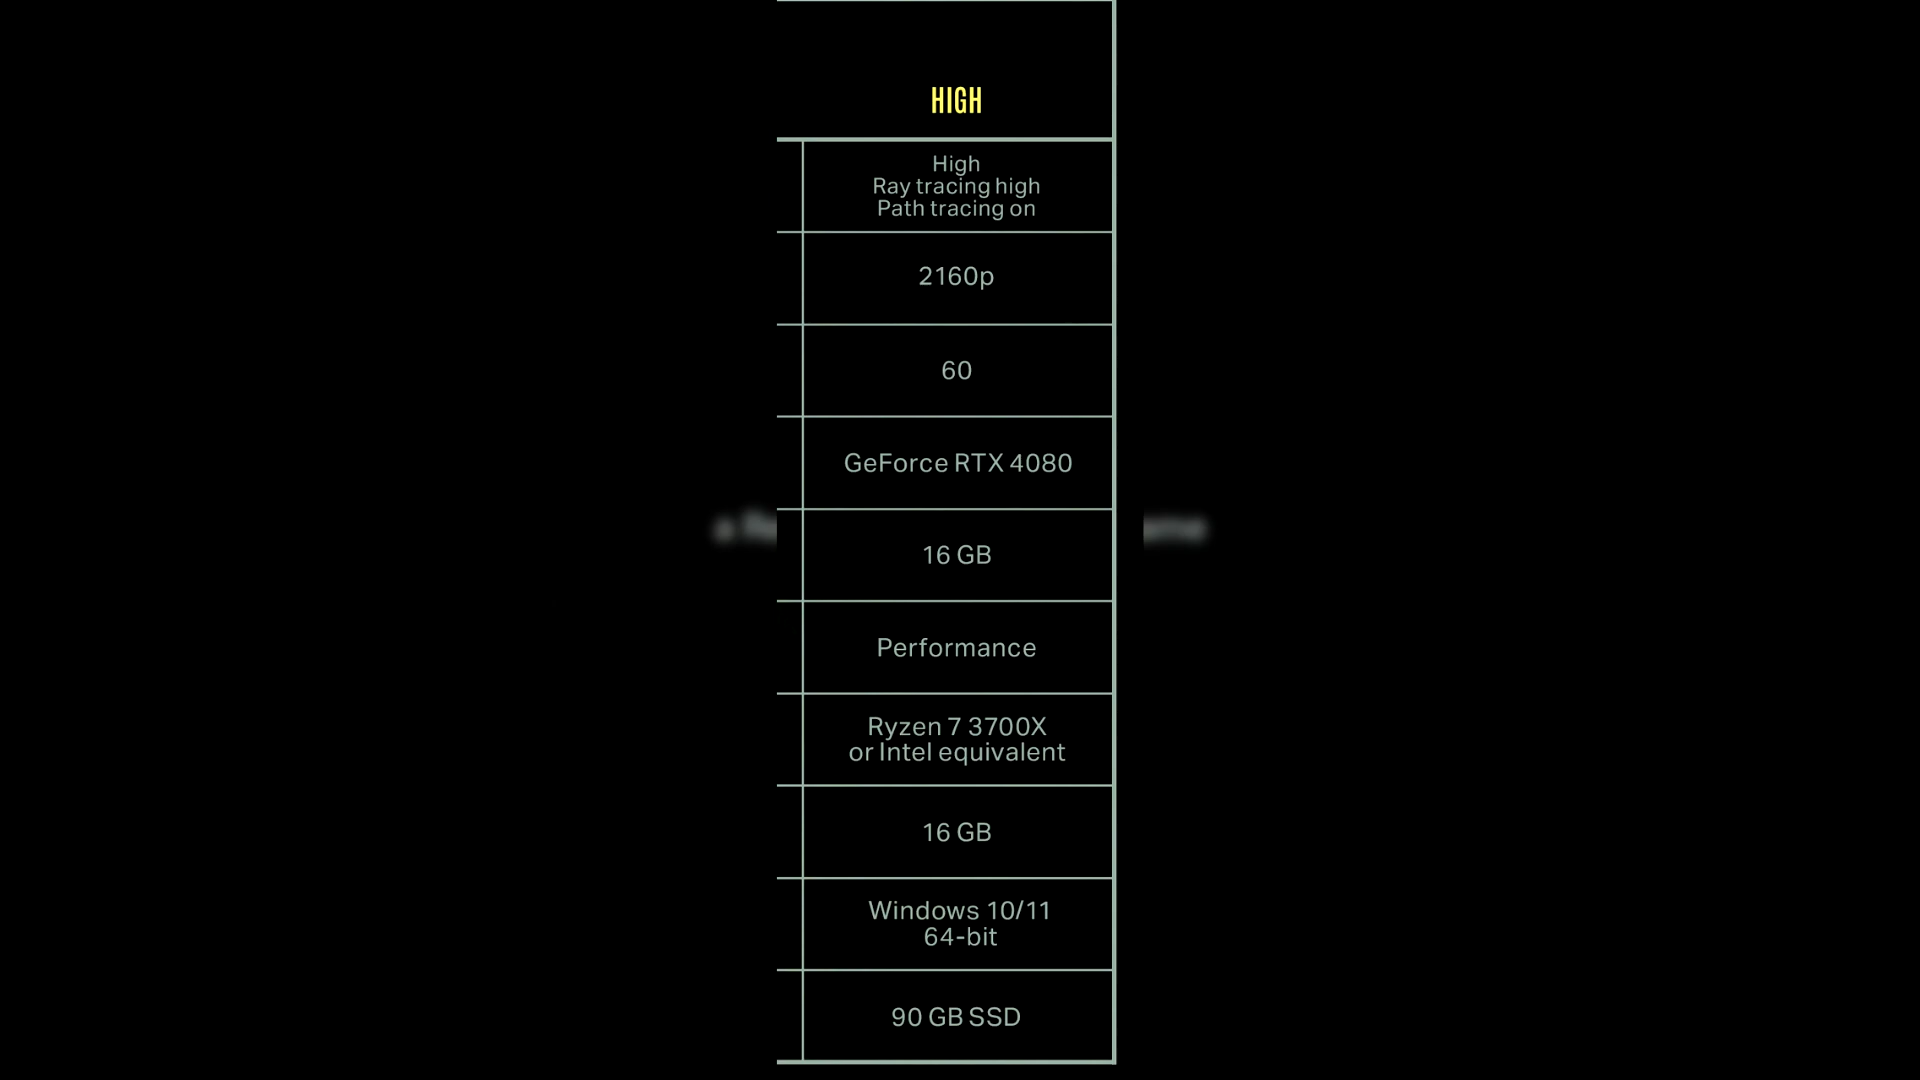 HIGH
High
Ray tracing high
Path tracing on
2160p
60
GeForce RTX 4080
16 GB
Performance
Ryzen 7 3700X
or Intel equivalent
16 GB
Windows 10/11
64-bit
90 GB SSD